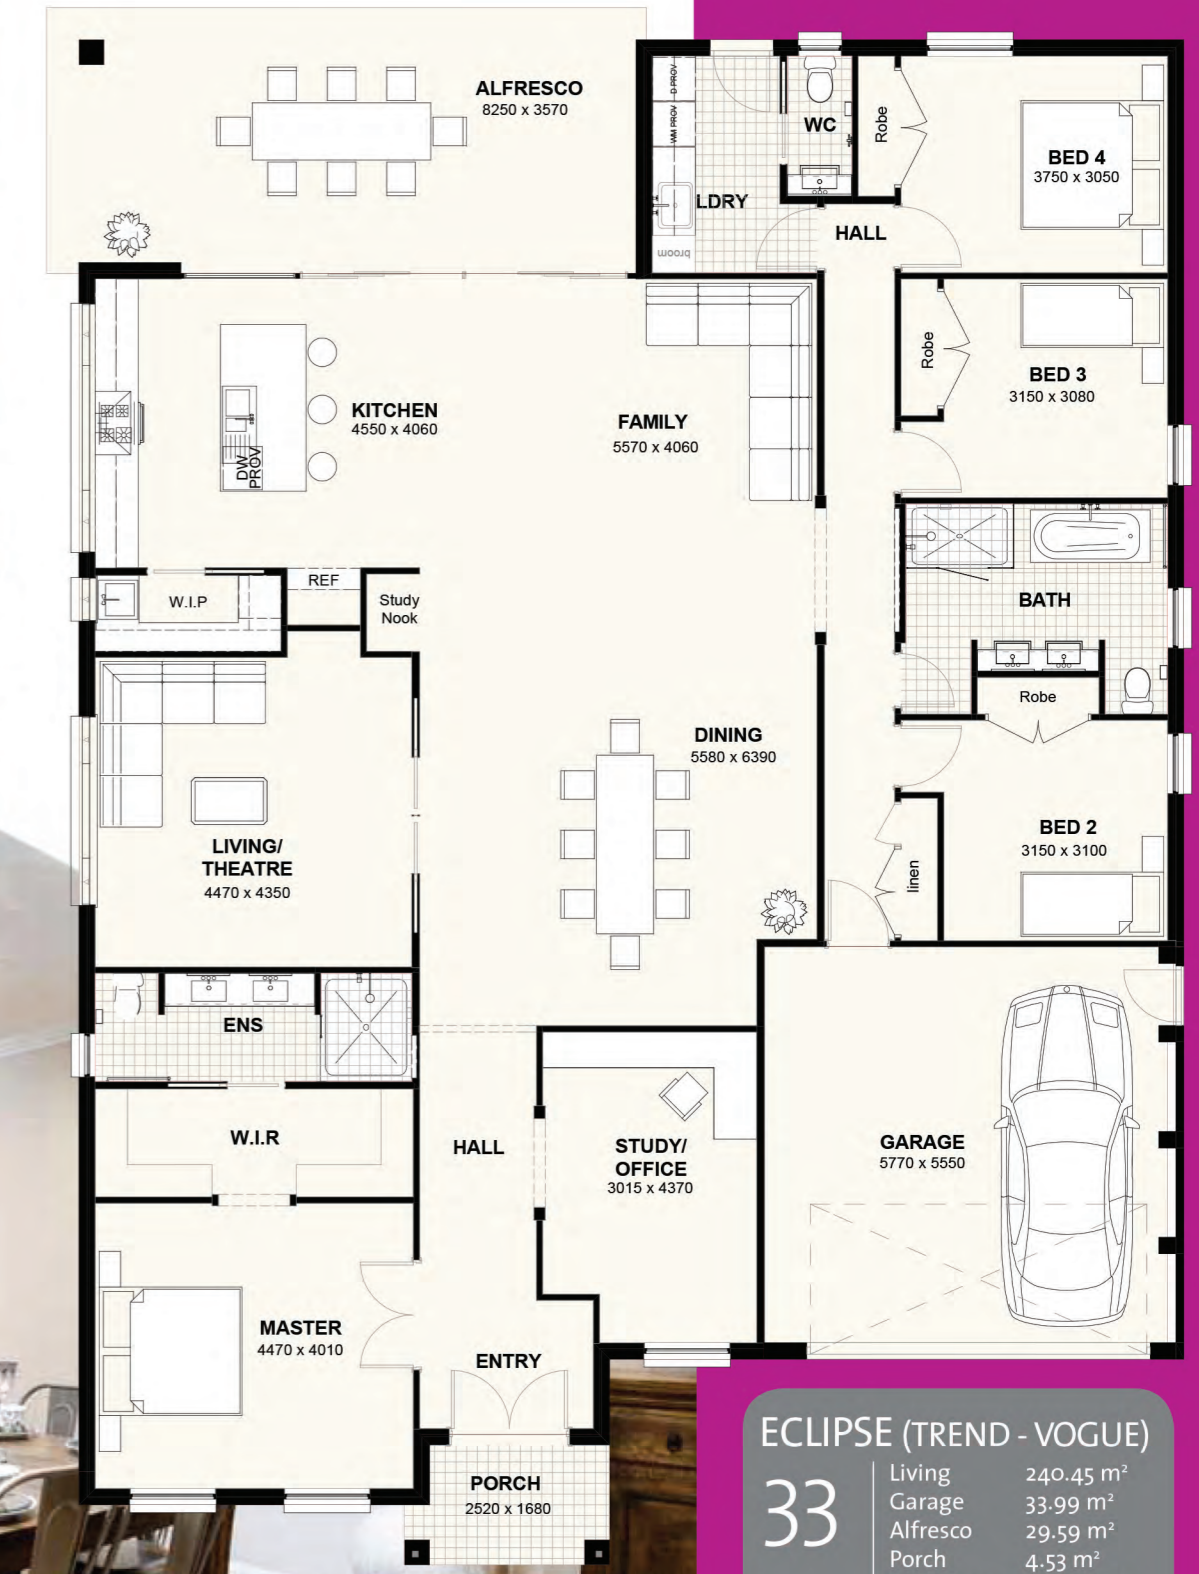 ALFRESCO
8250 x 3570
D PROV
WM PROV
WC
Robe
BED 4
3750 x 3050
LDRY
HALL
broom
Robe
BED 3
3150 x 3080
KITCHEN
4550 x 4060
DW
PROV
FAMILY
5570 x 4060
REF
W.I.P
Study
Nook
BATH
Robe
DINING
5580 x 6390
LIVING/
THEATRE
4470 x 4350
BED 2
3150 x 3100
linen
ENS
W.I.R
HALL
STUDY/
OFFICE
3015 x 4370
GARAGE
5770 x 5550
MASTER
4470 x 4010
ENTRY
PORCH
2520 x 1680
ECLIPSE (TREND - VOGUE)
33
Living 240.45 m²
Garage 33.99 m²
Alfresco 29.59 m²
Porch 4.53 m²